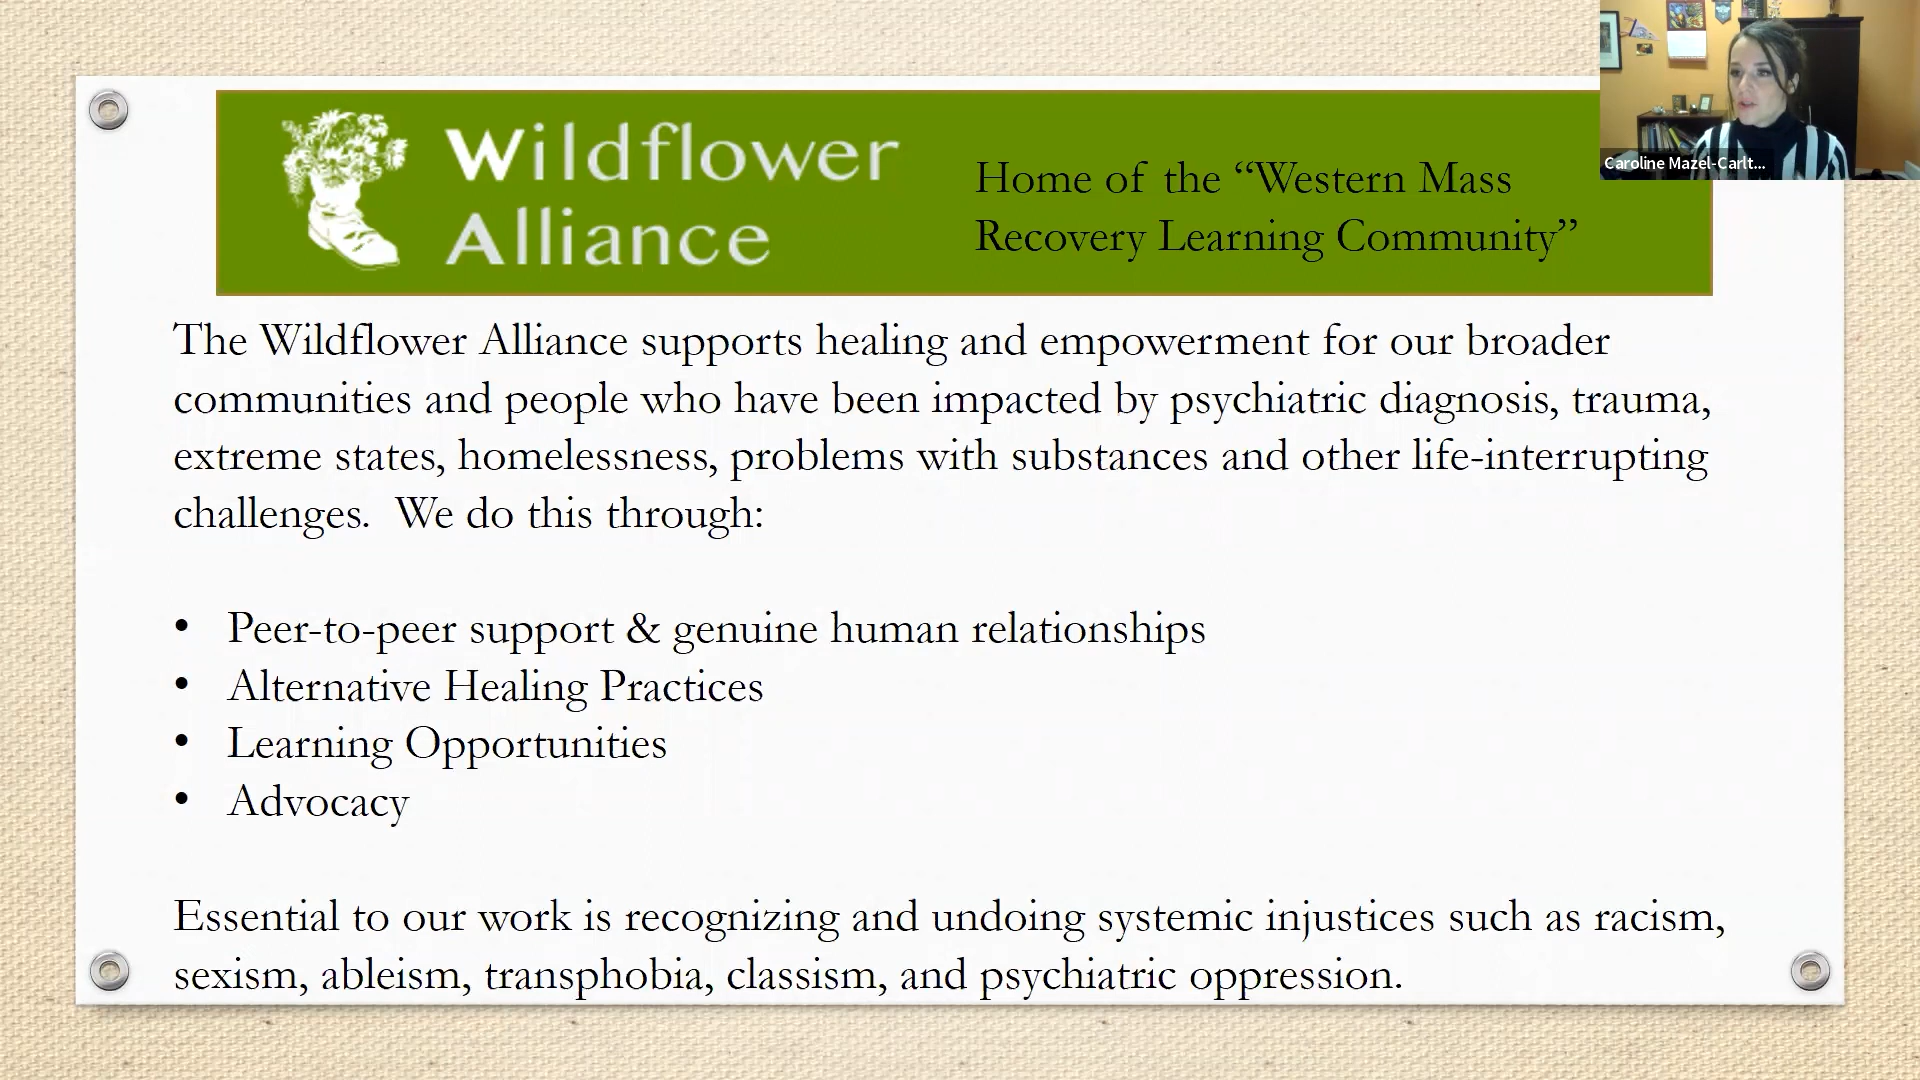 Caroline Mazel-Carlt...
Wildflower
Alliance
Home of the “Western Mass
Recovery Learning Community”
The Wildflower Alliance supports healing and empowerment for our broader
communities and people who have been impacted by psychiatric diagnosis, trauma,
extreme states, homelessness, problems with substances and other life-interrupting
challenges.  We do this through:
• Peer-to-peer support & genuine human relationships
• Alternative Healing Practices
• Learning Opportunities
• Advocacy
Essential to our work is recognizing and undoing systemic injustices such as racism,
sexism, ableism, transphobia, classism, and psychiatric oppression.